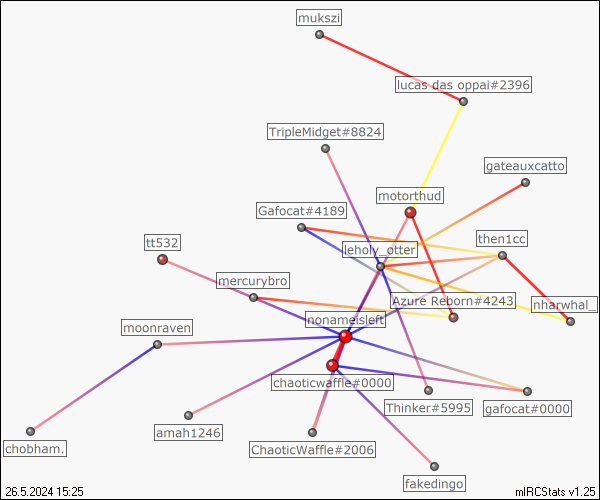 mukszi
lucas das oppai#2396
TripleMidget#8824
gateauxcatto
motorthud
Gafocat#4189
then1cc
tt532
leholy_otter
mercurybro
Azure Reborn#4243
nharwhal_
nonameisleft
moonraven
chaoticwaffle#0000
Thinker#5995
gafocat#0000
amah1246
chobham.
ChaoticWaffle#2006
fakedingo
26.5.2024 15:25
mIRCStats v1.25